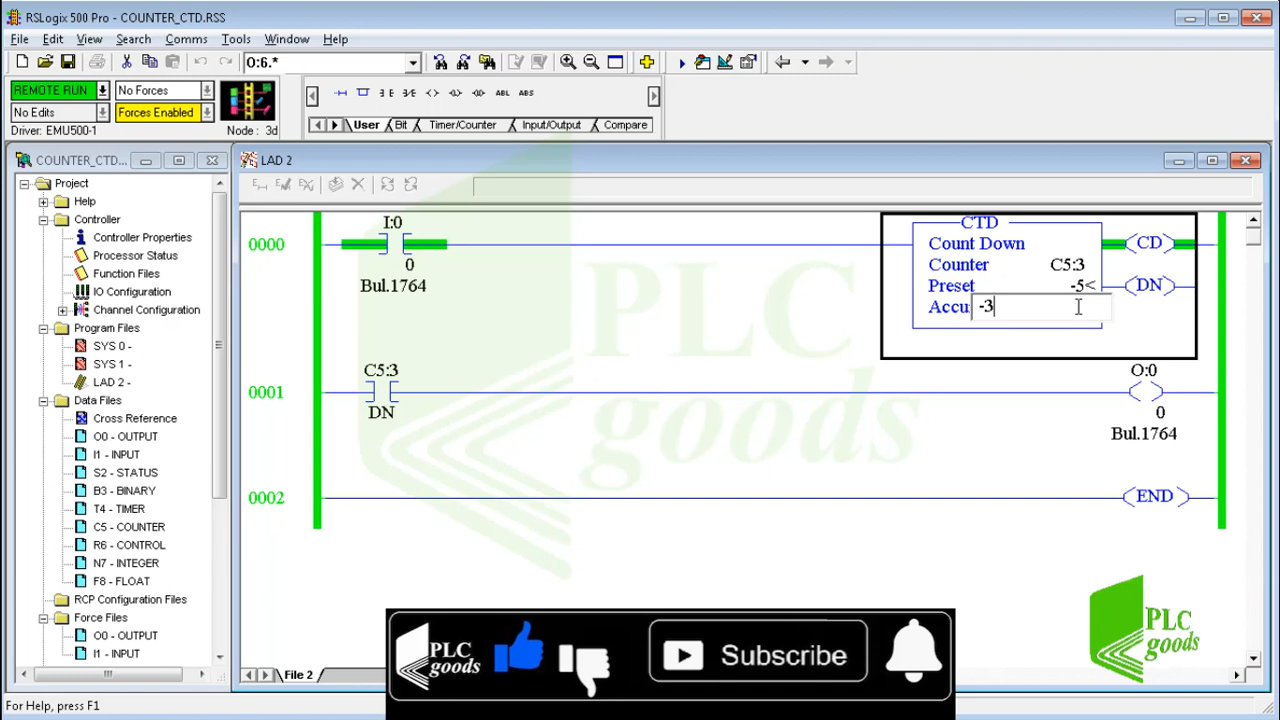 RSLogix 500 Pro - COUNTER_CTD.RSS
File Edit View Search Comms Tools Window Help
O:6.*
REMOTE RUN No Forces
No Edits Forces Enabled
Driver: EMU500-1 Node : 3d
ABL ABS
User Bit Timer/Counter Input/Output Compare
COUNTER_CTD...
Project
Help
Controller
Controller Properties
Processor Status
Function Files
IO Configuration
Channel Configuration
Program Files
SYS 0 -
SYS 1 -
LAD 2 -
Data Files
Cross Reference
O0 - OUTPUT
I1 - INPUT
S2 - STATUS
B3 - BINARY
T4 - TIMER
C5 - COUNTER
R6 - CONTROL
N7 - INTEGER
F8 - FLOAT
RCP Configuration Files
Force Files
O0 - OUTPUT
I1 - INPUT
LAD 2
0000
I:0
0
Bul.1764
CTD
Count Down
Counter C5:3
Preset -5<
Accu -3
CD
DN
0001
C5:3
DN
O:0
0
Bul.1764
0002
END
PLC
goods
PLC
goods
File 2
PLC
goods
Subscribe
For Help, press F1